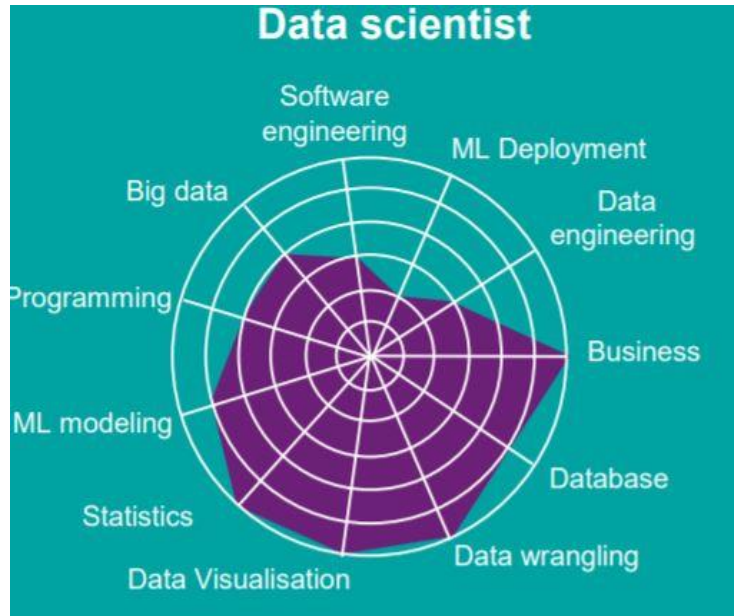 Data scientist
Software
engineering
ML Deployment
Big data
Data
engineering
Programming
Business
ML modeling
Database
Statistics
Data wrangling
Data Visualisation